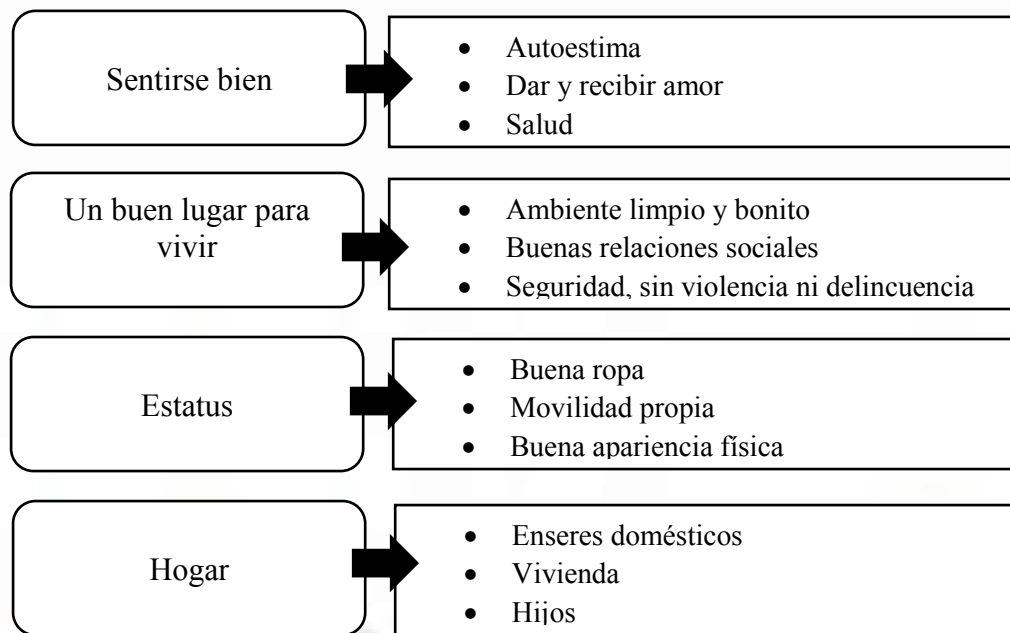 Sentirse bien
• Autoestima
• Dar y recibir amor
• Salud
Un buen lugar para
vivir
• Ambiente limpio y bonito
• Buenas relaciones sociales
• Seguridad, sin violencia ni delincuencia
Estatus
• Buena ropa
• Movilidad propia
• Buena apariencia física
Hogar
• Enseres domésticos
• Vivienda
• Hijos